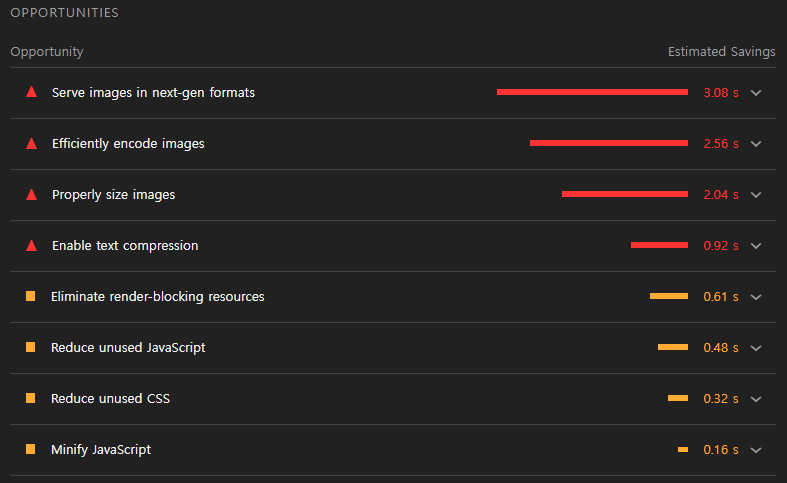 OPPORTUNITIES
Opportunity Estimated Savings
Serve images in next-gen formats 3.08 s
Efficiently encode images 2.56 s
Properly size images 2.04 s
Enable text compression 0.92 s
Eliminate render-blocking resources 0.61 s
Reduce unused JavaScript 0.48 s
Reduce unused CSS 0.32 s
Minify JavaScript 0.16 s